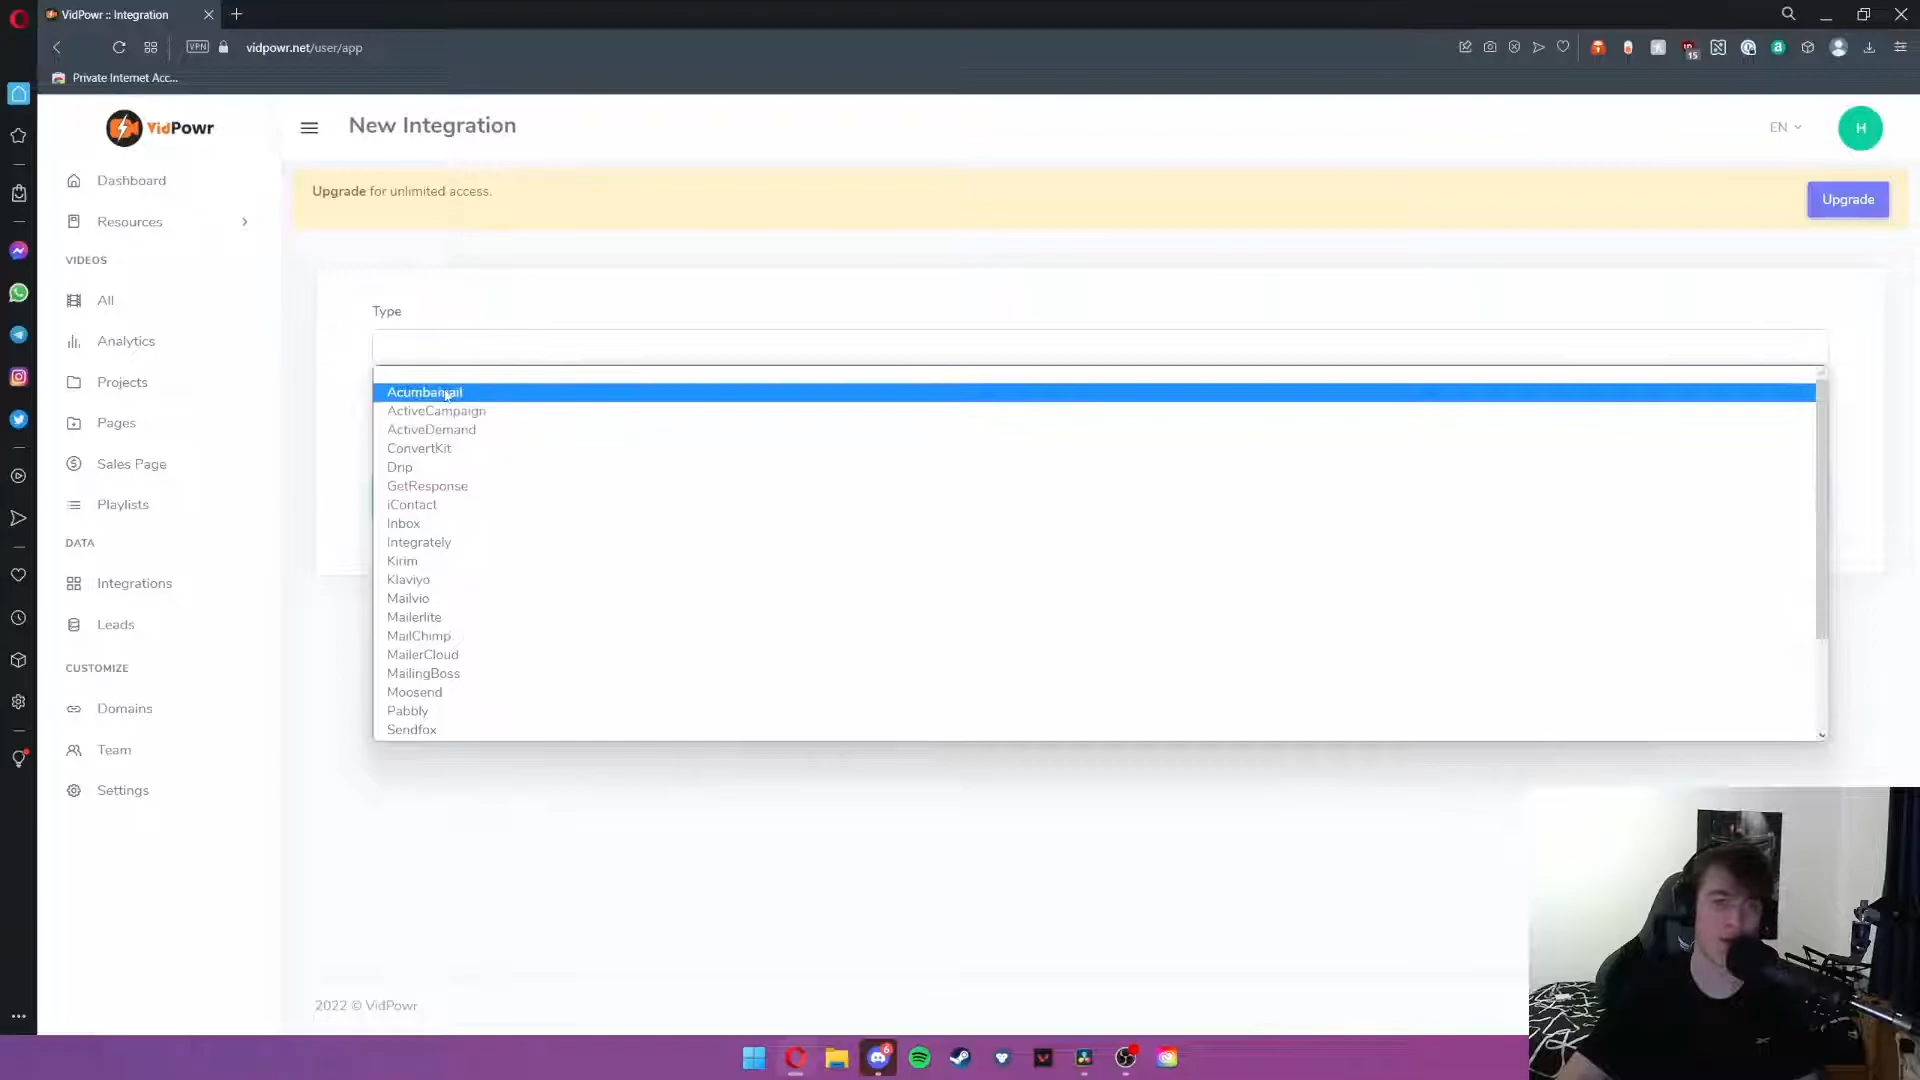 VidPowr :: Integration
VPN
vidpowr.net/user/app
15
Private Internet Acc...
VidPowr
New Integration
EN
H
Upgrade for unlimited access.
Upgrade
Dashboard
Resources
VIDEOS
All
Analytics
Projects
Pages
Sales Page
Playlists
DATA
Integrations
Leads
CUSTOMIZE
Domains
Team
Settings
Type
Acumbamail
ActiveCampaign
ActiveDemand
ConvertKit
Drip
GetResponse
iContact
Inbox
Integrately
Kirim
Klaviyo
Mailvio
Mailerlite
MailChimp
MailerCloud
MailingBoss
Moosend
Pabbly
Sendfox
2022 © VidPowr
6